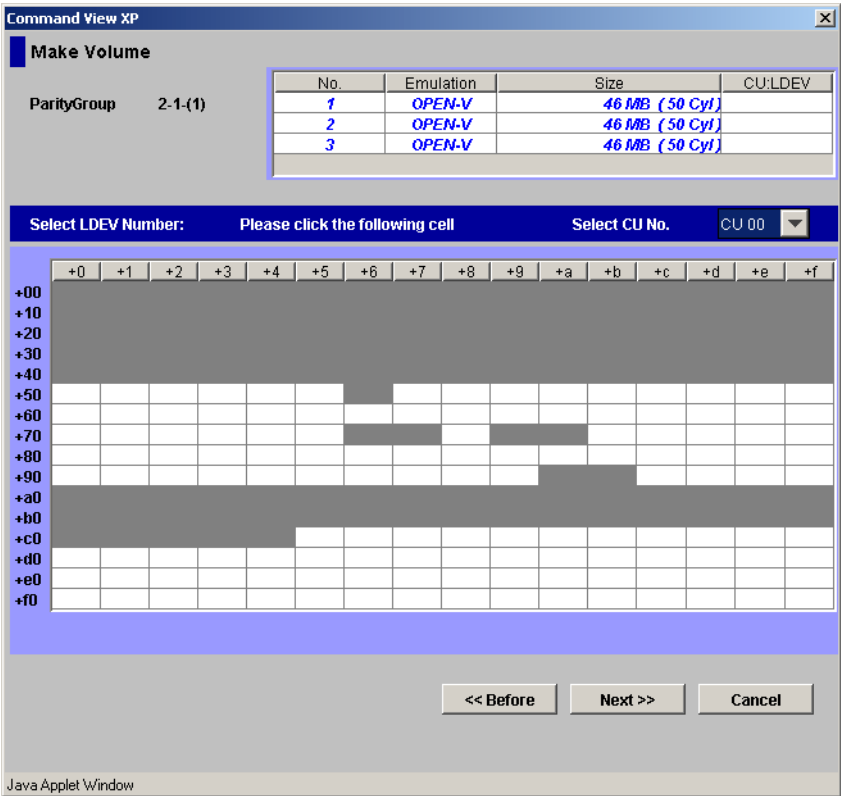 Command View XP
Make Volume
ParityGroup 2-1-(1)
No. Emulation Size CU:LDEV
1 OPEN-V 46 MB ( 50 Cyl )
2 OPEN-V 46 MB ( 50 Cyl )
3 OPEN-V 46 MB ( 50 Cyl )
Select LDEV Number: Please click the following cell Select CU No. CU 00
+0 +1 +2 +3 +4 +5 +6 +7 +8 +9 +a +b +c +d +e +f
+00
+10
+20
+30
+40
+50
+60
+70
+80
+90
+a0
+b0
+c0
+d0
+e0
+f0
<< Before Next >> Cancel
Java Applet Window